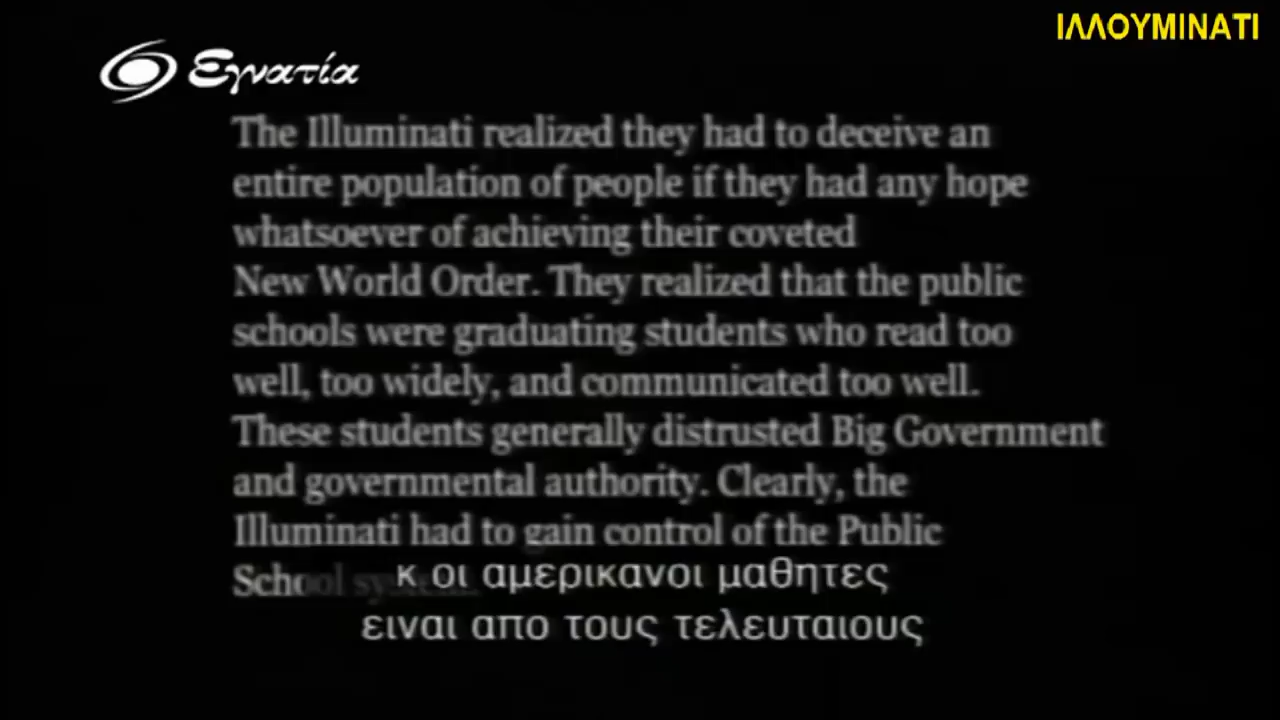 ΙΛΛΟΥΜΙΝΑΤΙ
Εγνατία
The Illuminati realized they had to deceive an
entire population of people if they had any hope
whatsoever of achieving their coveted
New World Order. They realized that the public
schools were graduating students who read too
well, too widely, and communicated too well.
These students generally distrusted Big Government
and governmental authority. Clearly, the
Illuminati had to gain control of the Public
School
κ οι αμερικανοι μαθητες
ειναι απο τους τελευταιους